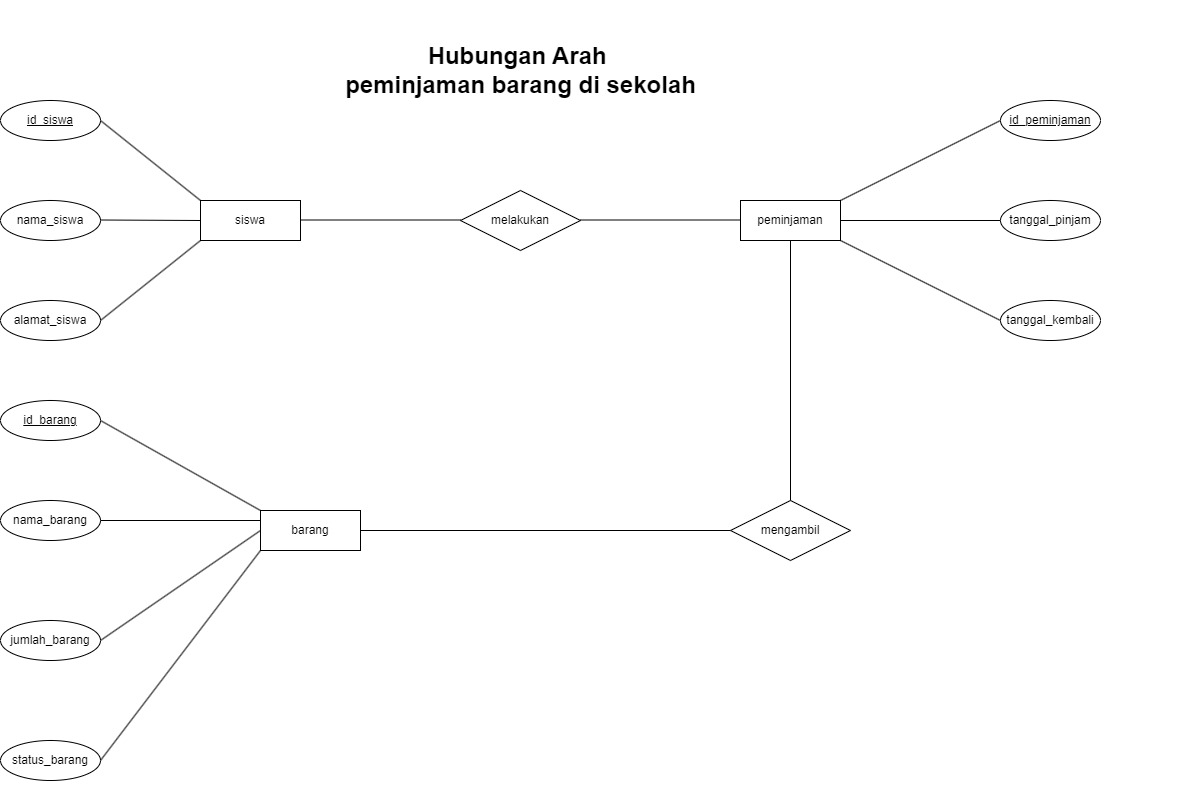 Hubungan Arah
peminjaman barang di sekolah
id_siswa
id_peminjaman
nama_siswa
siswa
melakukan
peminjaman
tanggal_pinjam
alamat_siswa
tanggal_kembali
id_barang
nama_barang
barang
mengambil
jumlah_barang
status_barang